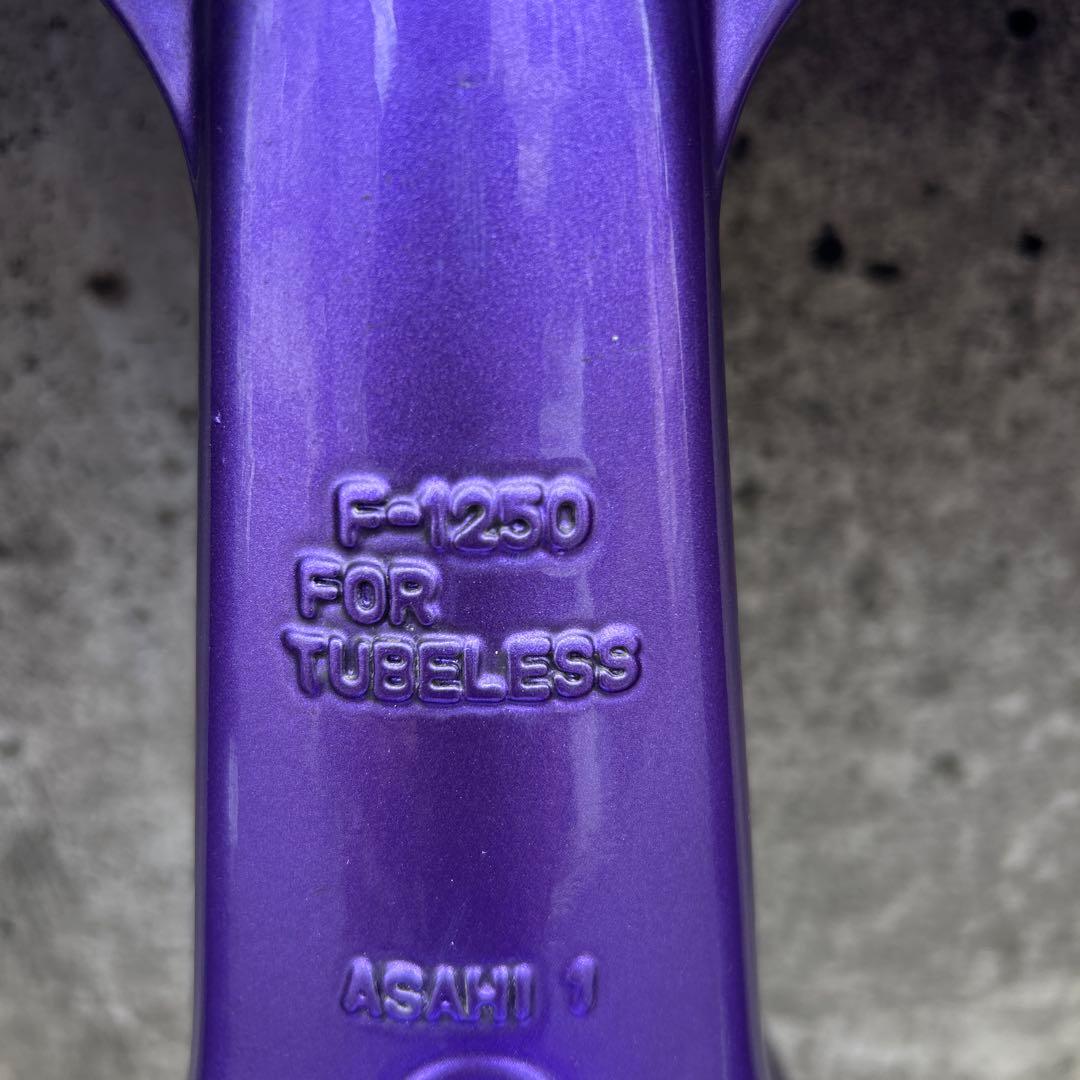 F-1250
FOR
TUBELESS
ASAHI 1